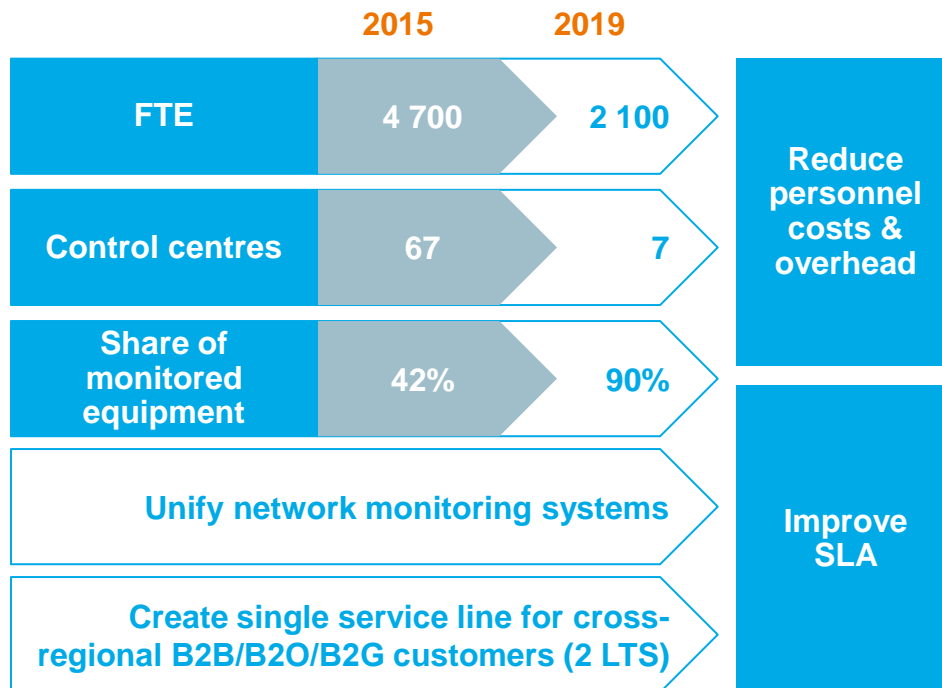 2015 2019
FTE 4 700 2 100
Control centres 67 7
Share of
monitored
equipment
42% 90%
Reduce
personnel
costs &
overhead
Unify network monitoring systems
Create single service line for cross-
regional B2B/B2O/B2G customers (2 LTS)
Improve
SLA